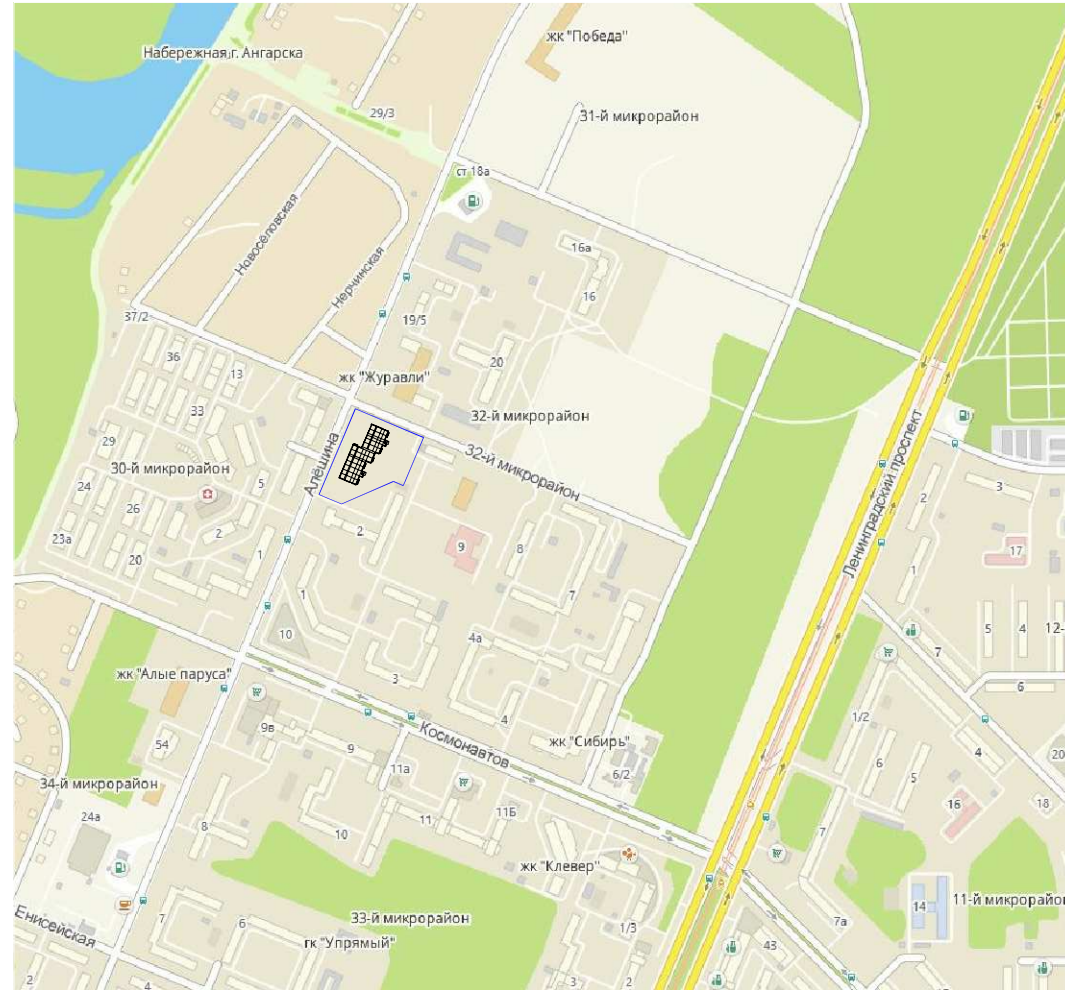 жк "Победа"
Набережная г. Ангарска
29/3
31-й микрорайон
ст 18а
Новосёловская
16а
Нерчинская
16
37/2
19/5
36
20
13
жк "Журавли"
33
32-й микрорайон
29
Алёшина
32-й микрорайон
30-й микрорайон
24
5
Ленинградский проспект
2
3
26
2
2
23а
1
9
8
17
20
1
1
7
10
4а
5
4
12-
7
3
жк "Алые паруса"
6
4
1/2
9в
Космонавтов
54
9
жк "Сибирь"
4
20
11а
6/2
6
5
34-й микрорайон
24а
11Б
16
18
8
10
11
7
жк "Клевер"
14
11-й микрорайон
Енисейская
7
6
33-й микрорайон
1/3
7а
гк "Упрямый"
43
2
4
3
2